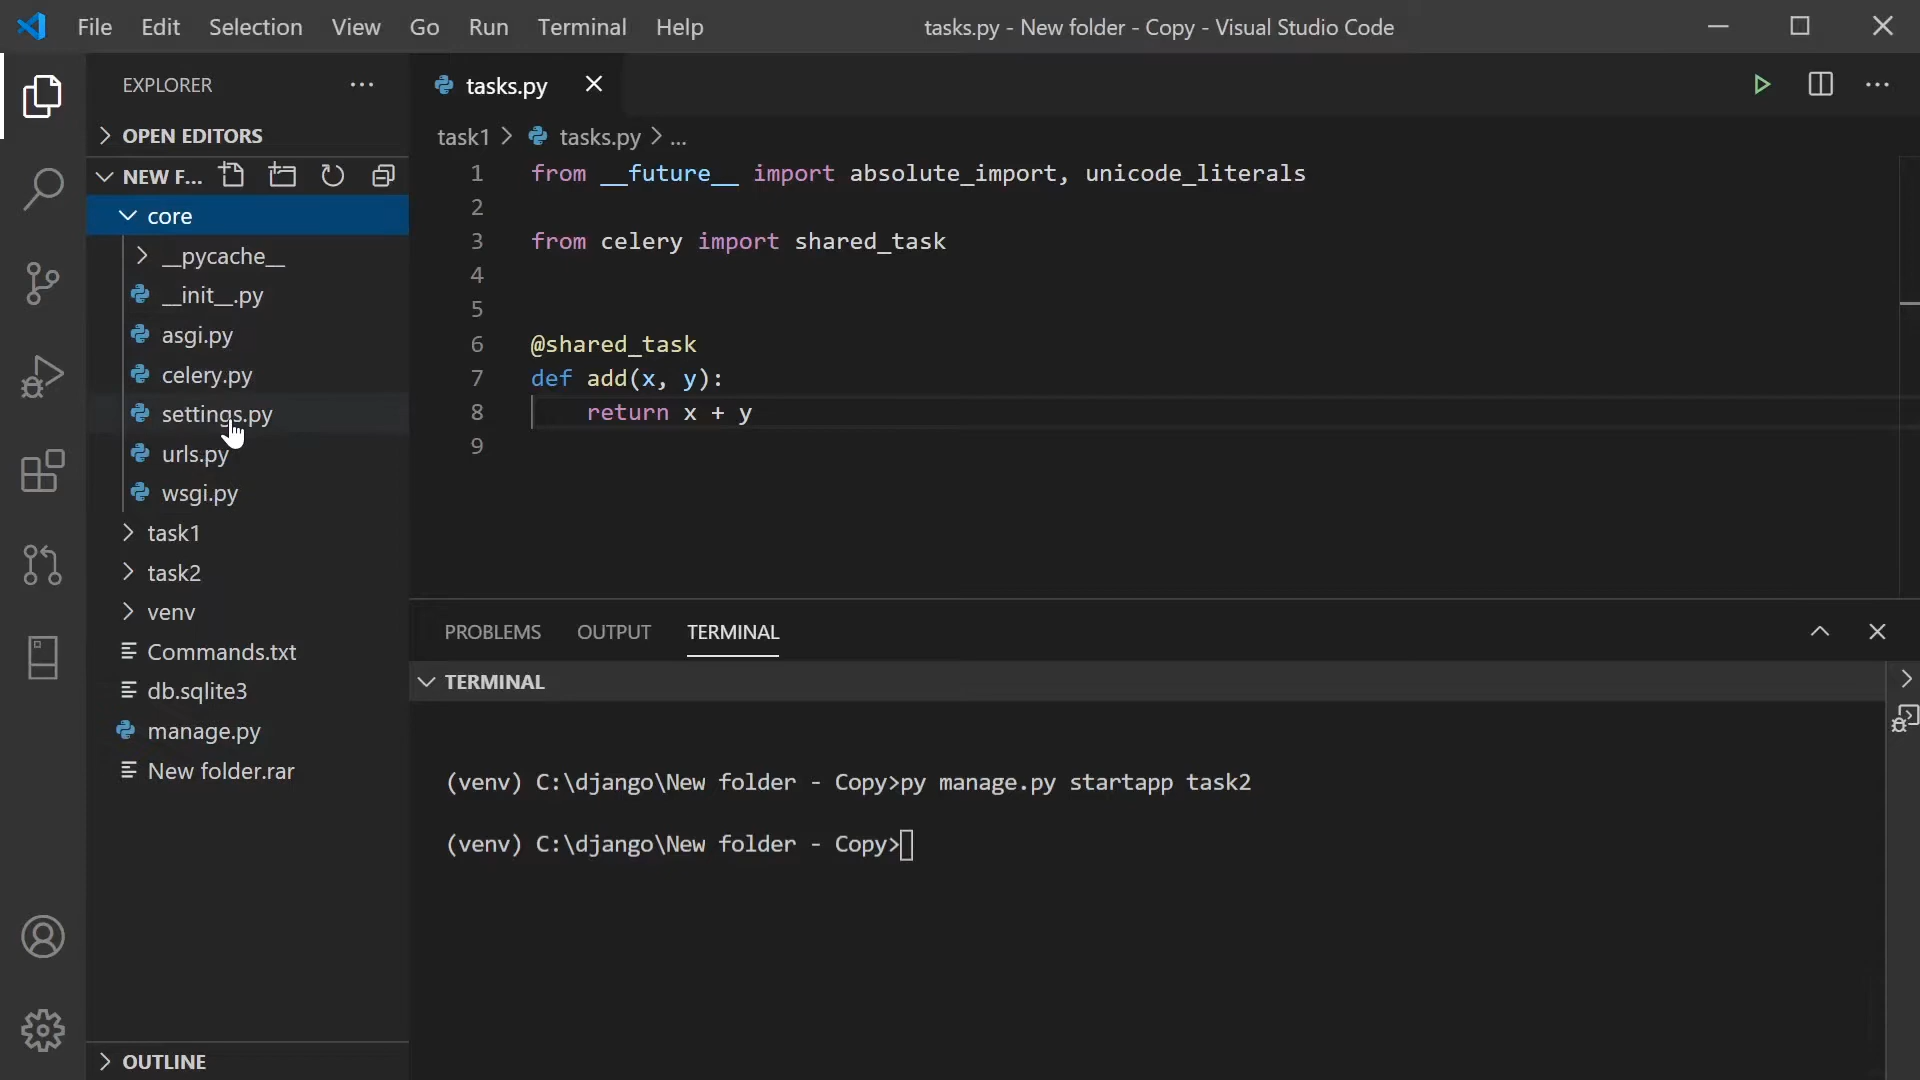 File Edit Selection View Go Run Terminal Help
tasks.py - New folder - Copy - Visual Studio Code
EXPLORER
OPEN EDITORS
NEW F...
core
__pycache__
__init__.py
asgi.py
celery.py
settings.py
urls.py
wsgi.py
task1
task2
venv
Commands.txt
db.sqlite3
manage.py
New folder.rar
OUTLINE
tasks.py
task1 > tasks.py > ...
1 from __future__ import absolute_import, unicode_literals
2
3 from celery import shared_task
4
5
6 @shared_task
7 def add(x, y):
8     return x + y
9
PROBLEMS OUTPUT TERMINAL
TERMINAL
(venv) C:\django\New folder - Copy>py manage.py startapp task2
(venv) C:\django\New folder - Copy>